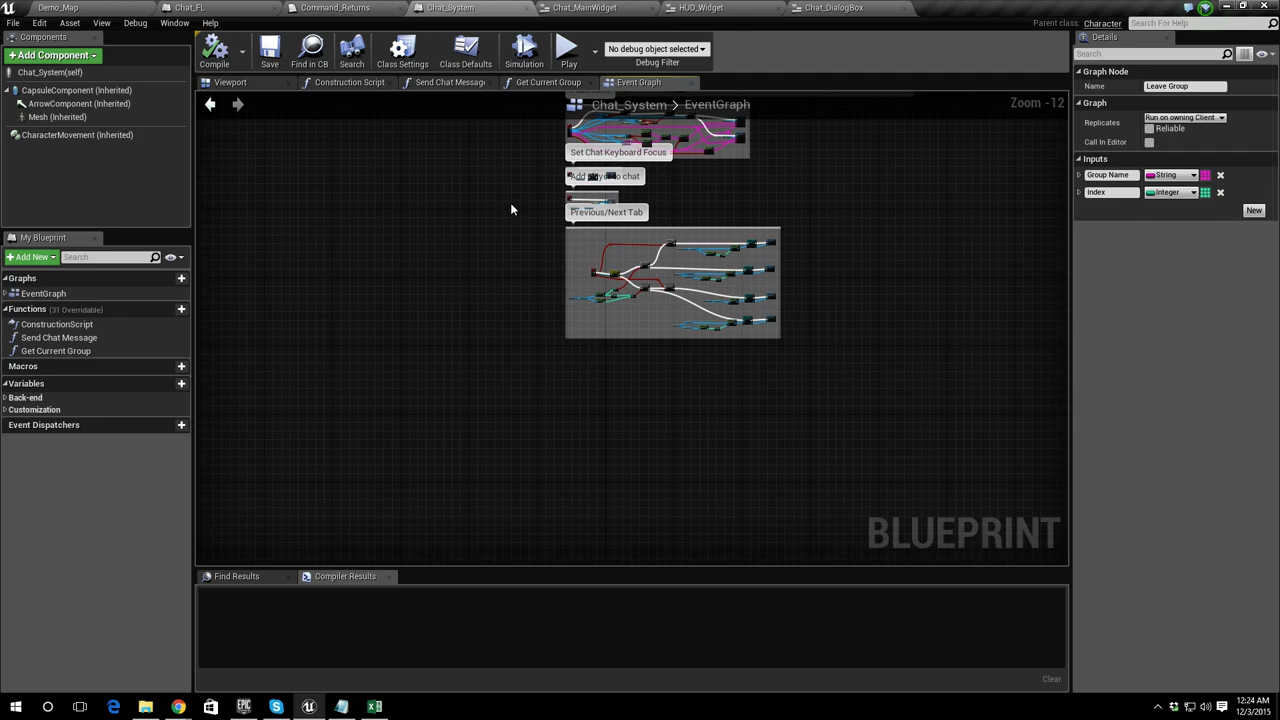 Demo_Map
Chat_FL
Command_Returns
Chat_System
Chat_MainWidget
HUD_Widget
Chat_DialogBox
File
Edit
Asset
View
Debug
Window
Help
Parent class:
Character
Search For Help
Components
Add Component
Chat_System(self)
CapsuleComponent (Inherited)
ArrowComponent (Inherited)
Mesh (Inherited)
CharacterMovement (Inherited)
Compile
Save
Find in CB
Search
Class Settings
Class Defaults
Simulation
Play
No debug object selected
Debug Filter
Viewport
Construction Script
Send Chat Message
Get Current Group
Event Graph
Chat_System > EventGraph
Zoom -12
Set Chat Keyboard Focus
Previous/Next Tab
BLUEPRINT
My Blueprint
Add New
Search
Graphs
EventGraph
Functions (31 Overridable)
ConstructionScript
Send Chat Message
Get Current Group
Macros
Variables
Back-end
Customization
Event Dispatchers
Find Results
Compiler Results
Clear
Details
Search
Graph Node
Name
Leave Group
Graph
Replicates
Run on owning Client
Reliable
Call In Editor
Inputs
Group Name
String
Index
Integer
New
EPIC
12:24 AM
12/3/2015